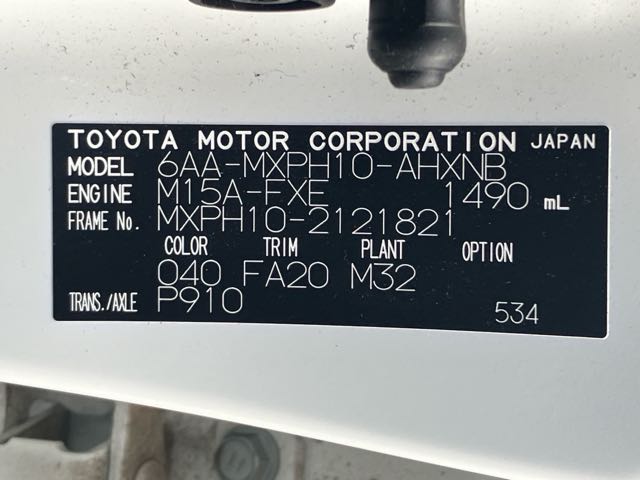 TOYOTA MOTOR CORPORATION JAPAN
MODEL 6AA-MXPH10-AHXNB
ENGINE M15A-FXE 1490 mL
FRAME No. MXPH10-2121821
COLOR TRIM PLANT OPTION
040 FA20 M32
TRANS./AXLE P910
534